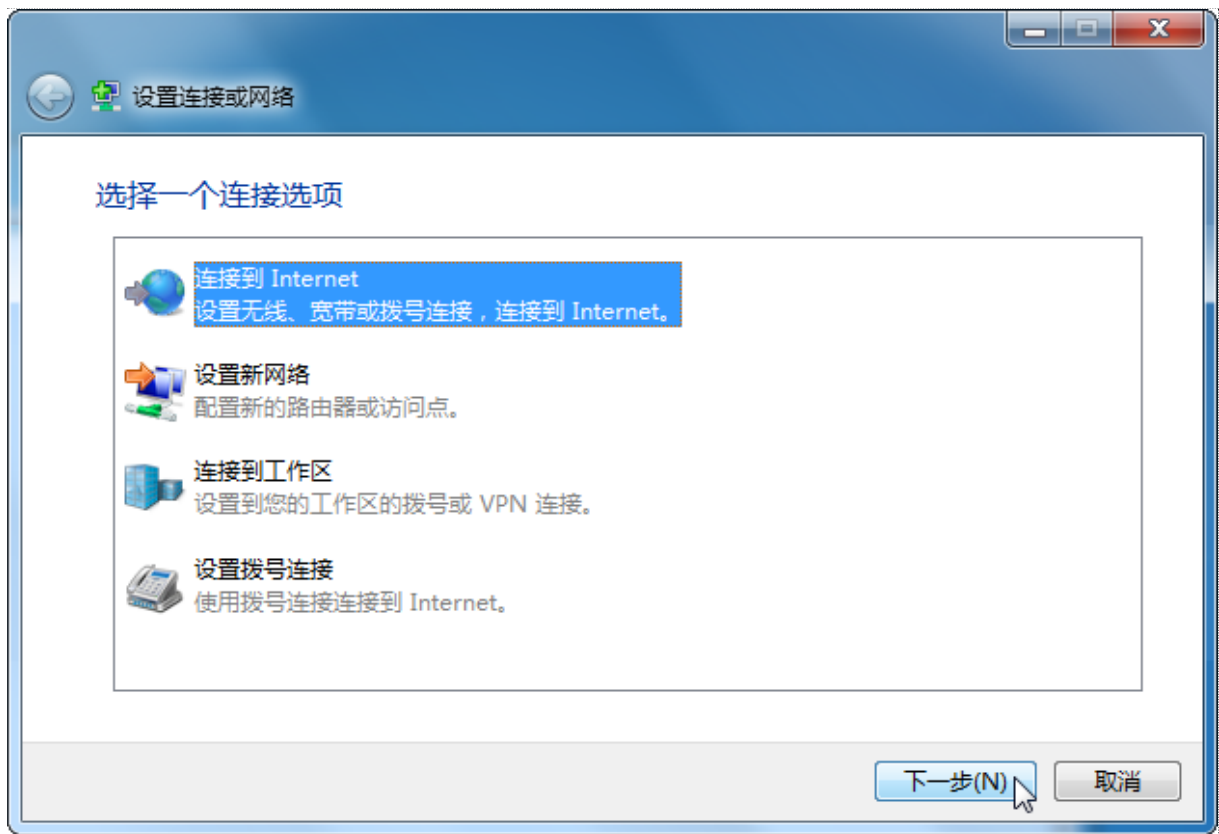 设置连接或网络
选择一个连接选项
连接到 Internet
设置无线、宽带或拨号连接，连接到 Internet。
设置新网络
配置新的路由器或访问点。
连接到工作区
设置到您的工作区的拨号或 VPN 连接。
设置拨号连接
使用拨号连接连接到 Internet。
下一步(N)
取消